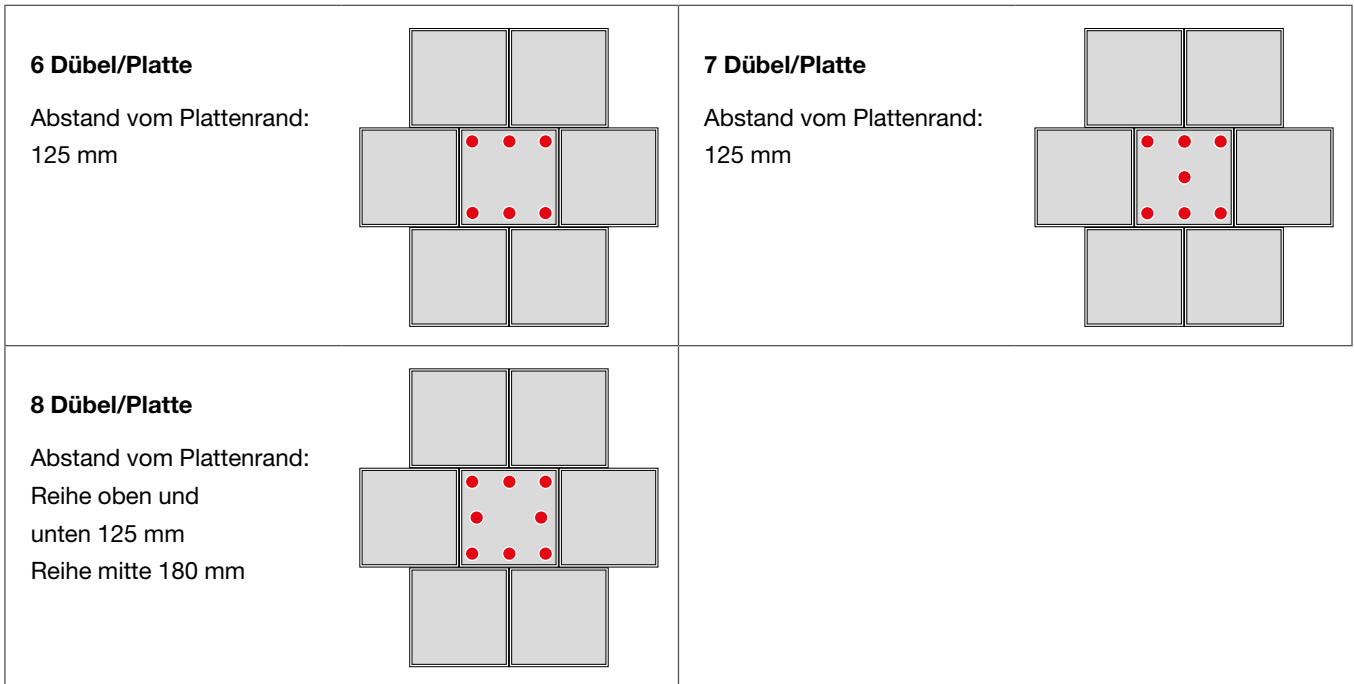 6 Dübel/Platte
Abstand vom Plattenrand:
125 mm
7 Dübel/Platte
Abstand vom Plattenrand:
125 mm
8 Dübel/Platte
Abstand vom Plattenrand:
Reihe oben und
unten 125 mm
Reihe mitte 180 mm